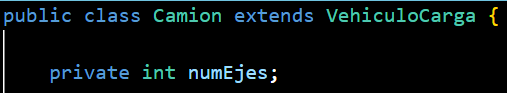 public class Camion extends VehiculoCarga {
private int numEjes;